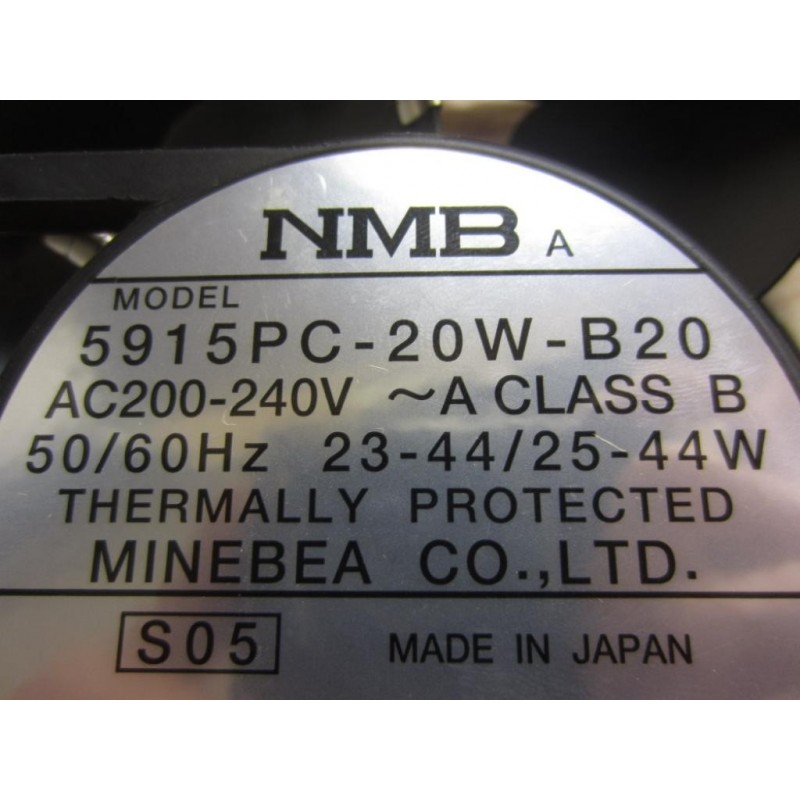 NMB A
MODEL
5915PC-20W-B20
AC200-240V ~A CLASS B
50/60Hz 23-44/25-44W
THERMALLY PROTECTED
MINEBEA CO.,LTD.
S05 MADE IN JAPAN